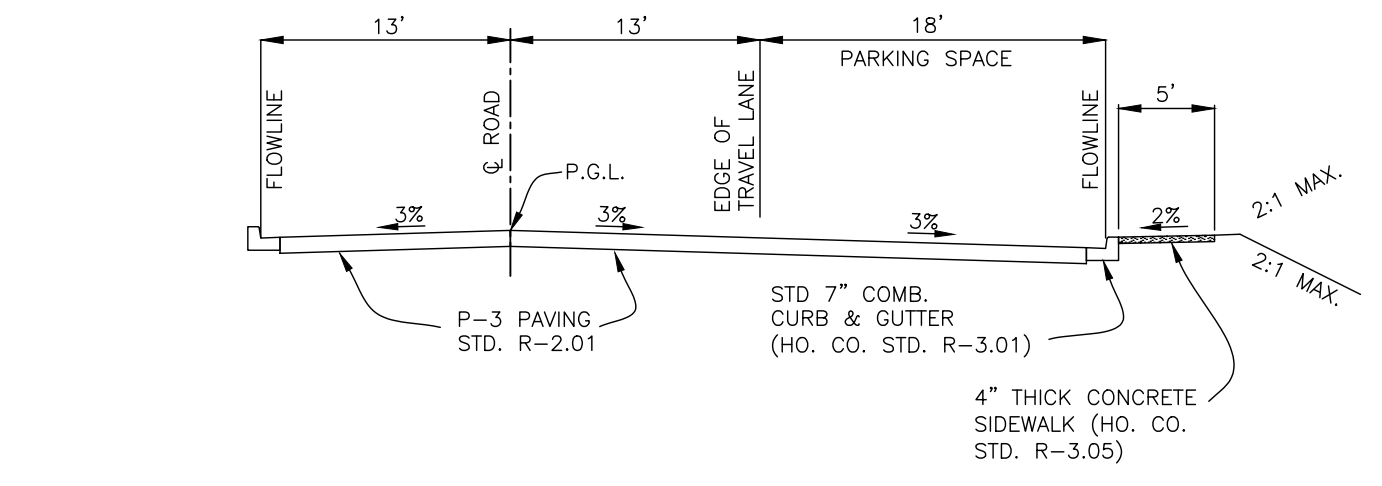 13'
13'
18'
PARKING SPACE
5'
FLOWLINE
℄ ROAD
EDGE OF
TRAVEL LANE
FLOWLINE
P.G.L.
3%
3%
3%
2%
2:1 MAX.
2:1 MAX.
P-3 PAVING
STD. R-2.01
STD 7" COMB.
CURB & GUTTER
(HO. CO. STD. R-3.01)
4" THICK CONCRETE
SIDEWALK (HO. CO.
STD. R-3.05)